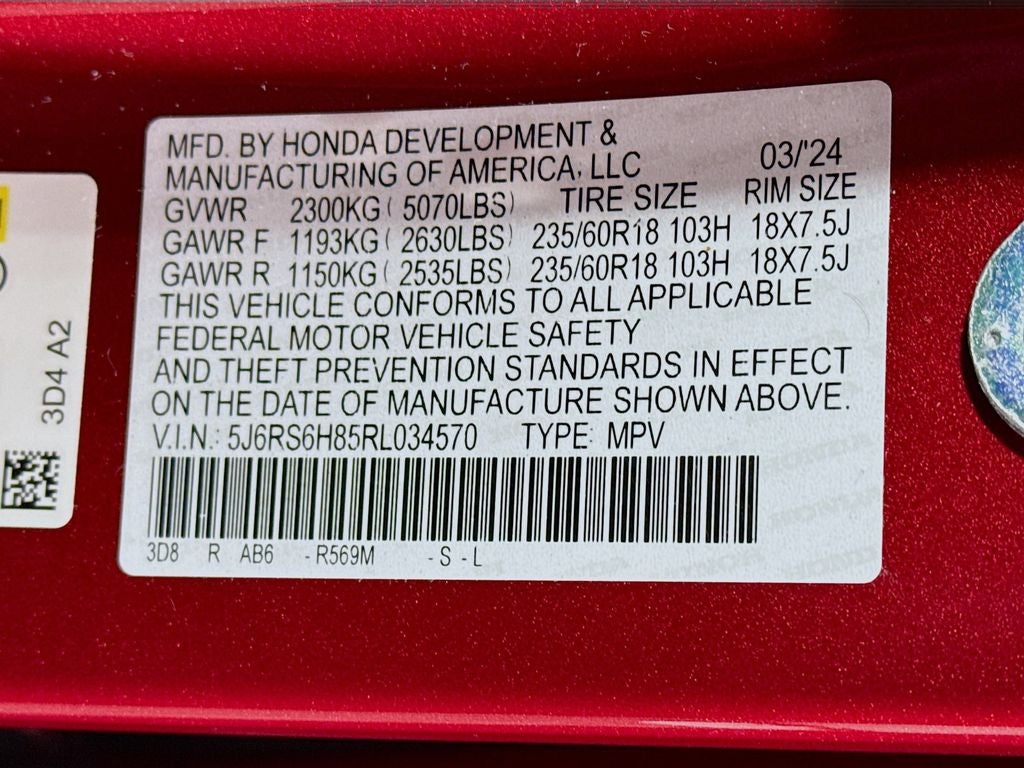 MFD. BY HONDA DEVELOPMENT &
MANUFACTURING OF AMERICA, LLC 03/'24
GVWR 2300KG ( 5070LBS) TIRE SIZE RIM SIZE
GAWR F 1193KG ( 2630LBS) 235/60R18 103H 18X7.5J
GAWR R 1150KG ( 2535LBS) 235/60R18 103H 18X7.5J
THIS VEHICLE CONFORMS TO ALL APPLICABLE
FEDERAL MOTOR VEHICLE SAFETY
AND THEFT PREVENTION STANDARDS IN EFFECT
ON THE DATE OF MANUFACTURE SHOWN ABOVE.
V.I.N.: 5J6RS6H85RL034570 TYPE: MPV
3D8 R AB6 -R569M -S -L
3D4 A2